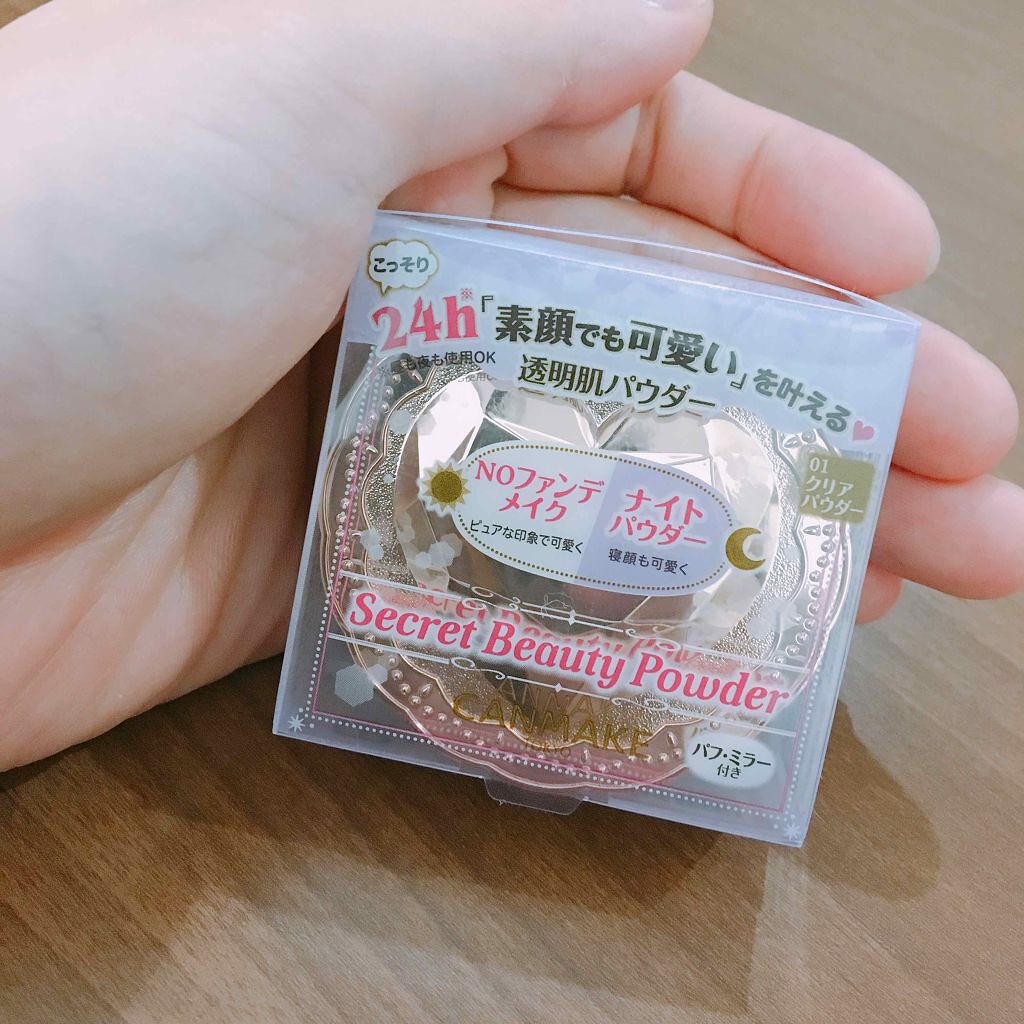 こっそり
24h※『素顔でも可愛い』を叶える
※昼も夜も使用OK
透明肌パウダー
01
クリア
パウダー
NOファンデ
メイク
ピュアな印象で可愛く
ナイト
パウダー
寝顔も可愛く
Secret Beauty Powder
CANMAKE
パフ・ミラー
付き